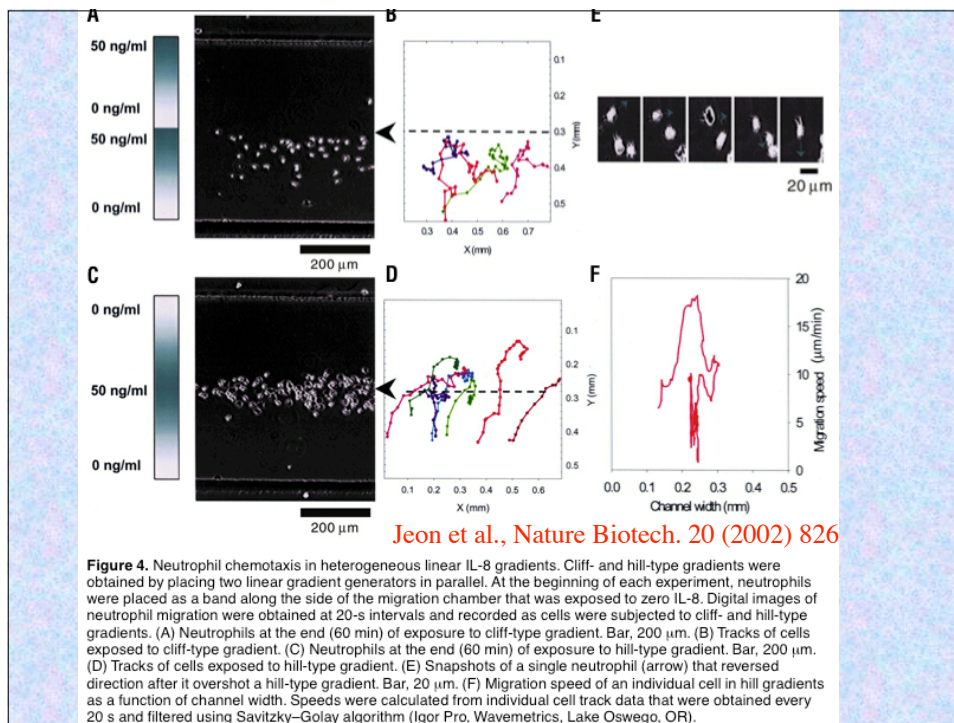 A
B
E
50 ng/ml
0 ng/ml
50 ng/ml
0 ng/ml
0.1
0.3
0.5
Y(mm)
0.3 0.4 0.5 0.6 0.7
X (mm)
200 µm
20 µm
C
D
F
0 ng/ml
50 ng/ml
0 ng/ml
0.1
0.2
0.3
0.5
Y (mm)
0.1 0.2 0.3 0.4 0.5 0.6
X (mm)
200 µm
20
15
10
5
0
Migration speed (µm/min)
0.0 0.1 0.2 0.3 0.4 0.5
Channel width (mm)
Jeon et al., Nature Biotech. 20 (2002) 826
Figure 4. Neutrophil chemotaxis in heterogeneous linear IL-8 gradients. Cliff- and hill-type gradients were
obtained by placing two linear gradient generators in parallel. At the beginning of each experiment, neutrophils
were placed as a band along the side of the migration chamber that was exposed to zero IL-8. Digital images of
neutrophil migration were obtained at 20-s intervals and recorded as cells were subjected to cliff- and hill-type
gradients. (A) Neutrophils at the end (60 min) of exposure to cliff-type gradient. Bar, 200 µm. (B) Tracks of cells
exposed to cliff-type gradient. (C) Neutrophils at the end (60 min) of exposure to hill-type gradient. Bar, 200 µm.
(D) Tracks of cells exposed to hill-type gradient. (E) Snapshots of a single neutrophil (arrow) that reversed
direction after it overshot a hill-type gradient. Bar, 20 µm. (F) Migration speed of an individual cell in hill gradients
as a function of channel width. Speeds were calculated from individual cell track data that were obtained every
20 s and filtered using Savitzky–Golay algorithm (Igor Pro, Wavemetrics, Lake Oswego, OR).